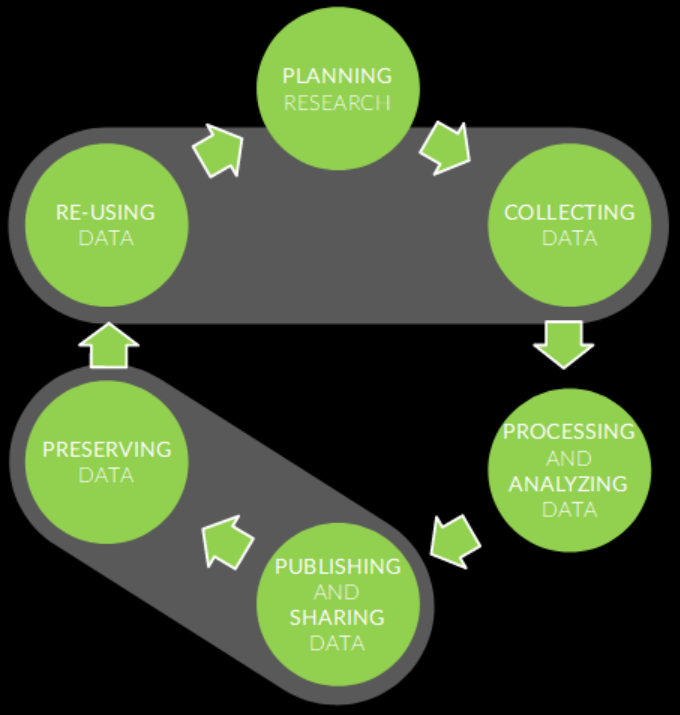 PLANNING
RESEARCH
COLLECTING
DATA
PROCESSING
AND
ANALYZING
DATA
PUBLISHING
AND
SHARING
DATA
PRESERVING
DATA
RE-USING
DATA